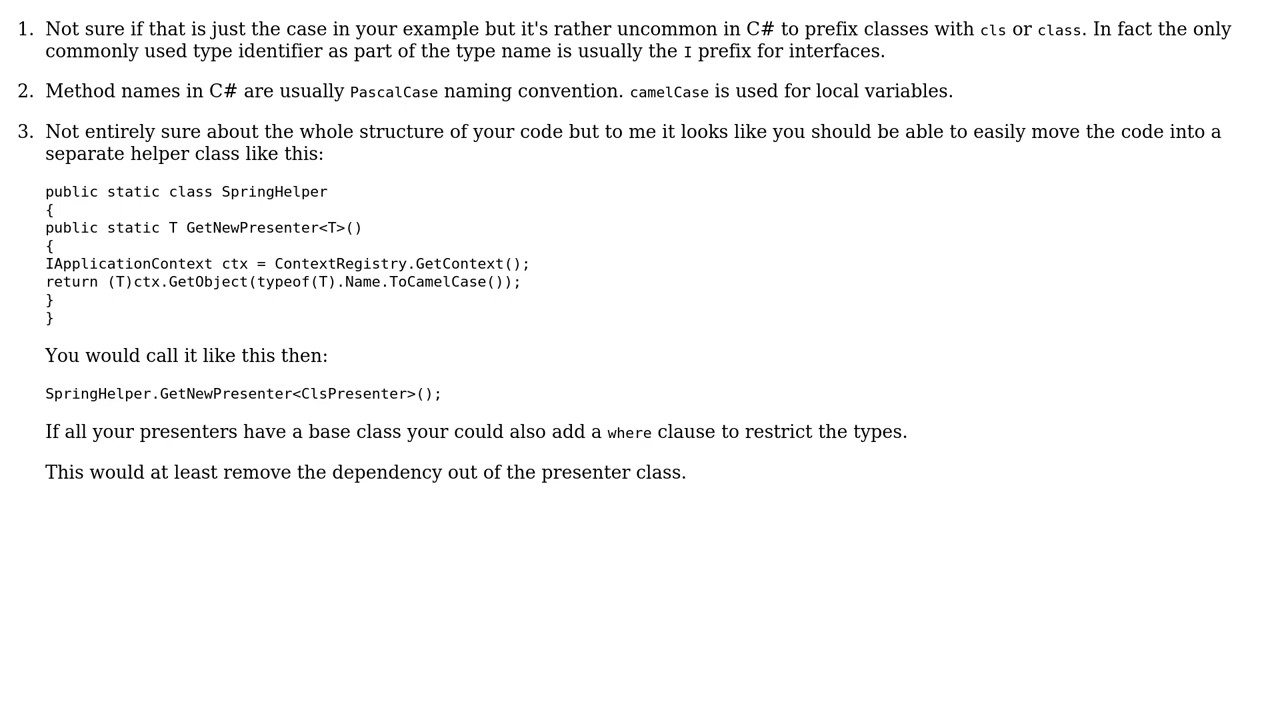 1. Not sure if that is just the case in your example but it's rather uncommon in C# to prefix classes with cls or class. In fact the only
commonly used type identifier as part of the type name is usually the I prefix for interfaces.
2. Method names in C# are usually PascalCase naming convention. camelCase is used for local variables.
3. Not entirely sure about the whole structure of your code but to me it looks like you should be able to easily move the code into a
separate helper class like this:
public static class SpringHelper
{
public static T GetNewPresenter<T>()
{
IApplicationContext ctx = ContextRegistry.GetContext();
return (T)ctx.GetObject(typeof(T).Name.ToCamelCase());
}
}
You would call it like this then:
SpringHelper.GetNewPresenter<ClsPresenter>();
If all your presenters have a base class your could also add a where clause to restrict the types.
This would at least remove the dependency out of the presenter class.